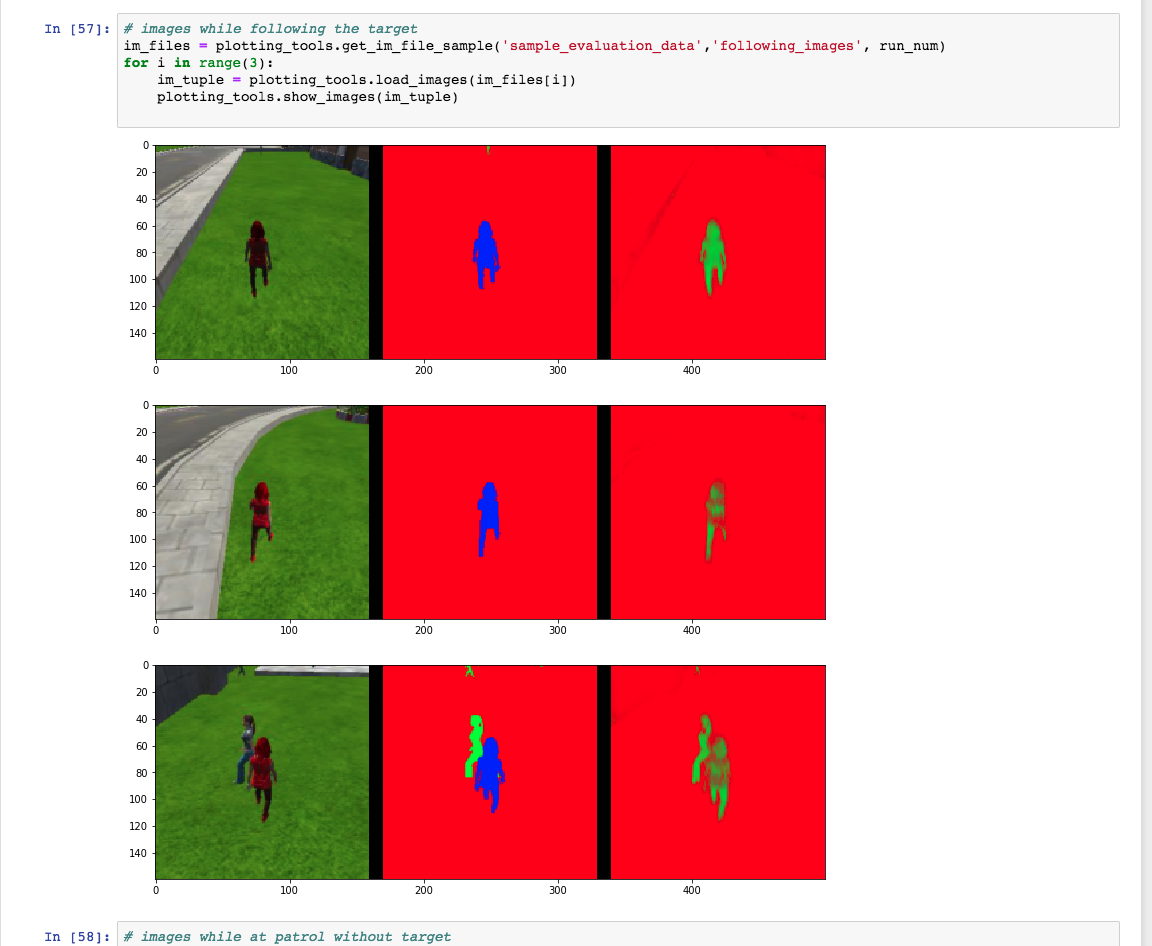 In [57]: # images while following the target
im_files = plotting_tools.get_im_file_sample('sample_evaluation_data','following_images', run_num)
for i in range(3):
    im_tuple = plotting_tools.load_images(im_files[i])
    plotting_tools.show_images(im_tuple)
0
20
40
60
80
100
120
140
0 100 200 300 400
0
20
40
60
80
100
120
140
0 100 200 300 400
0
20
40
60
80
100
120
140
0 100 200 300 400
In [58]: # images while at patrol without target